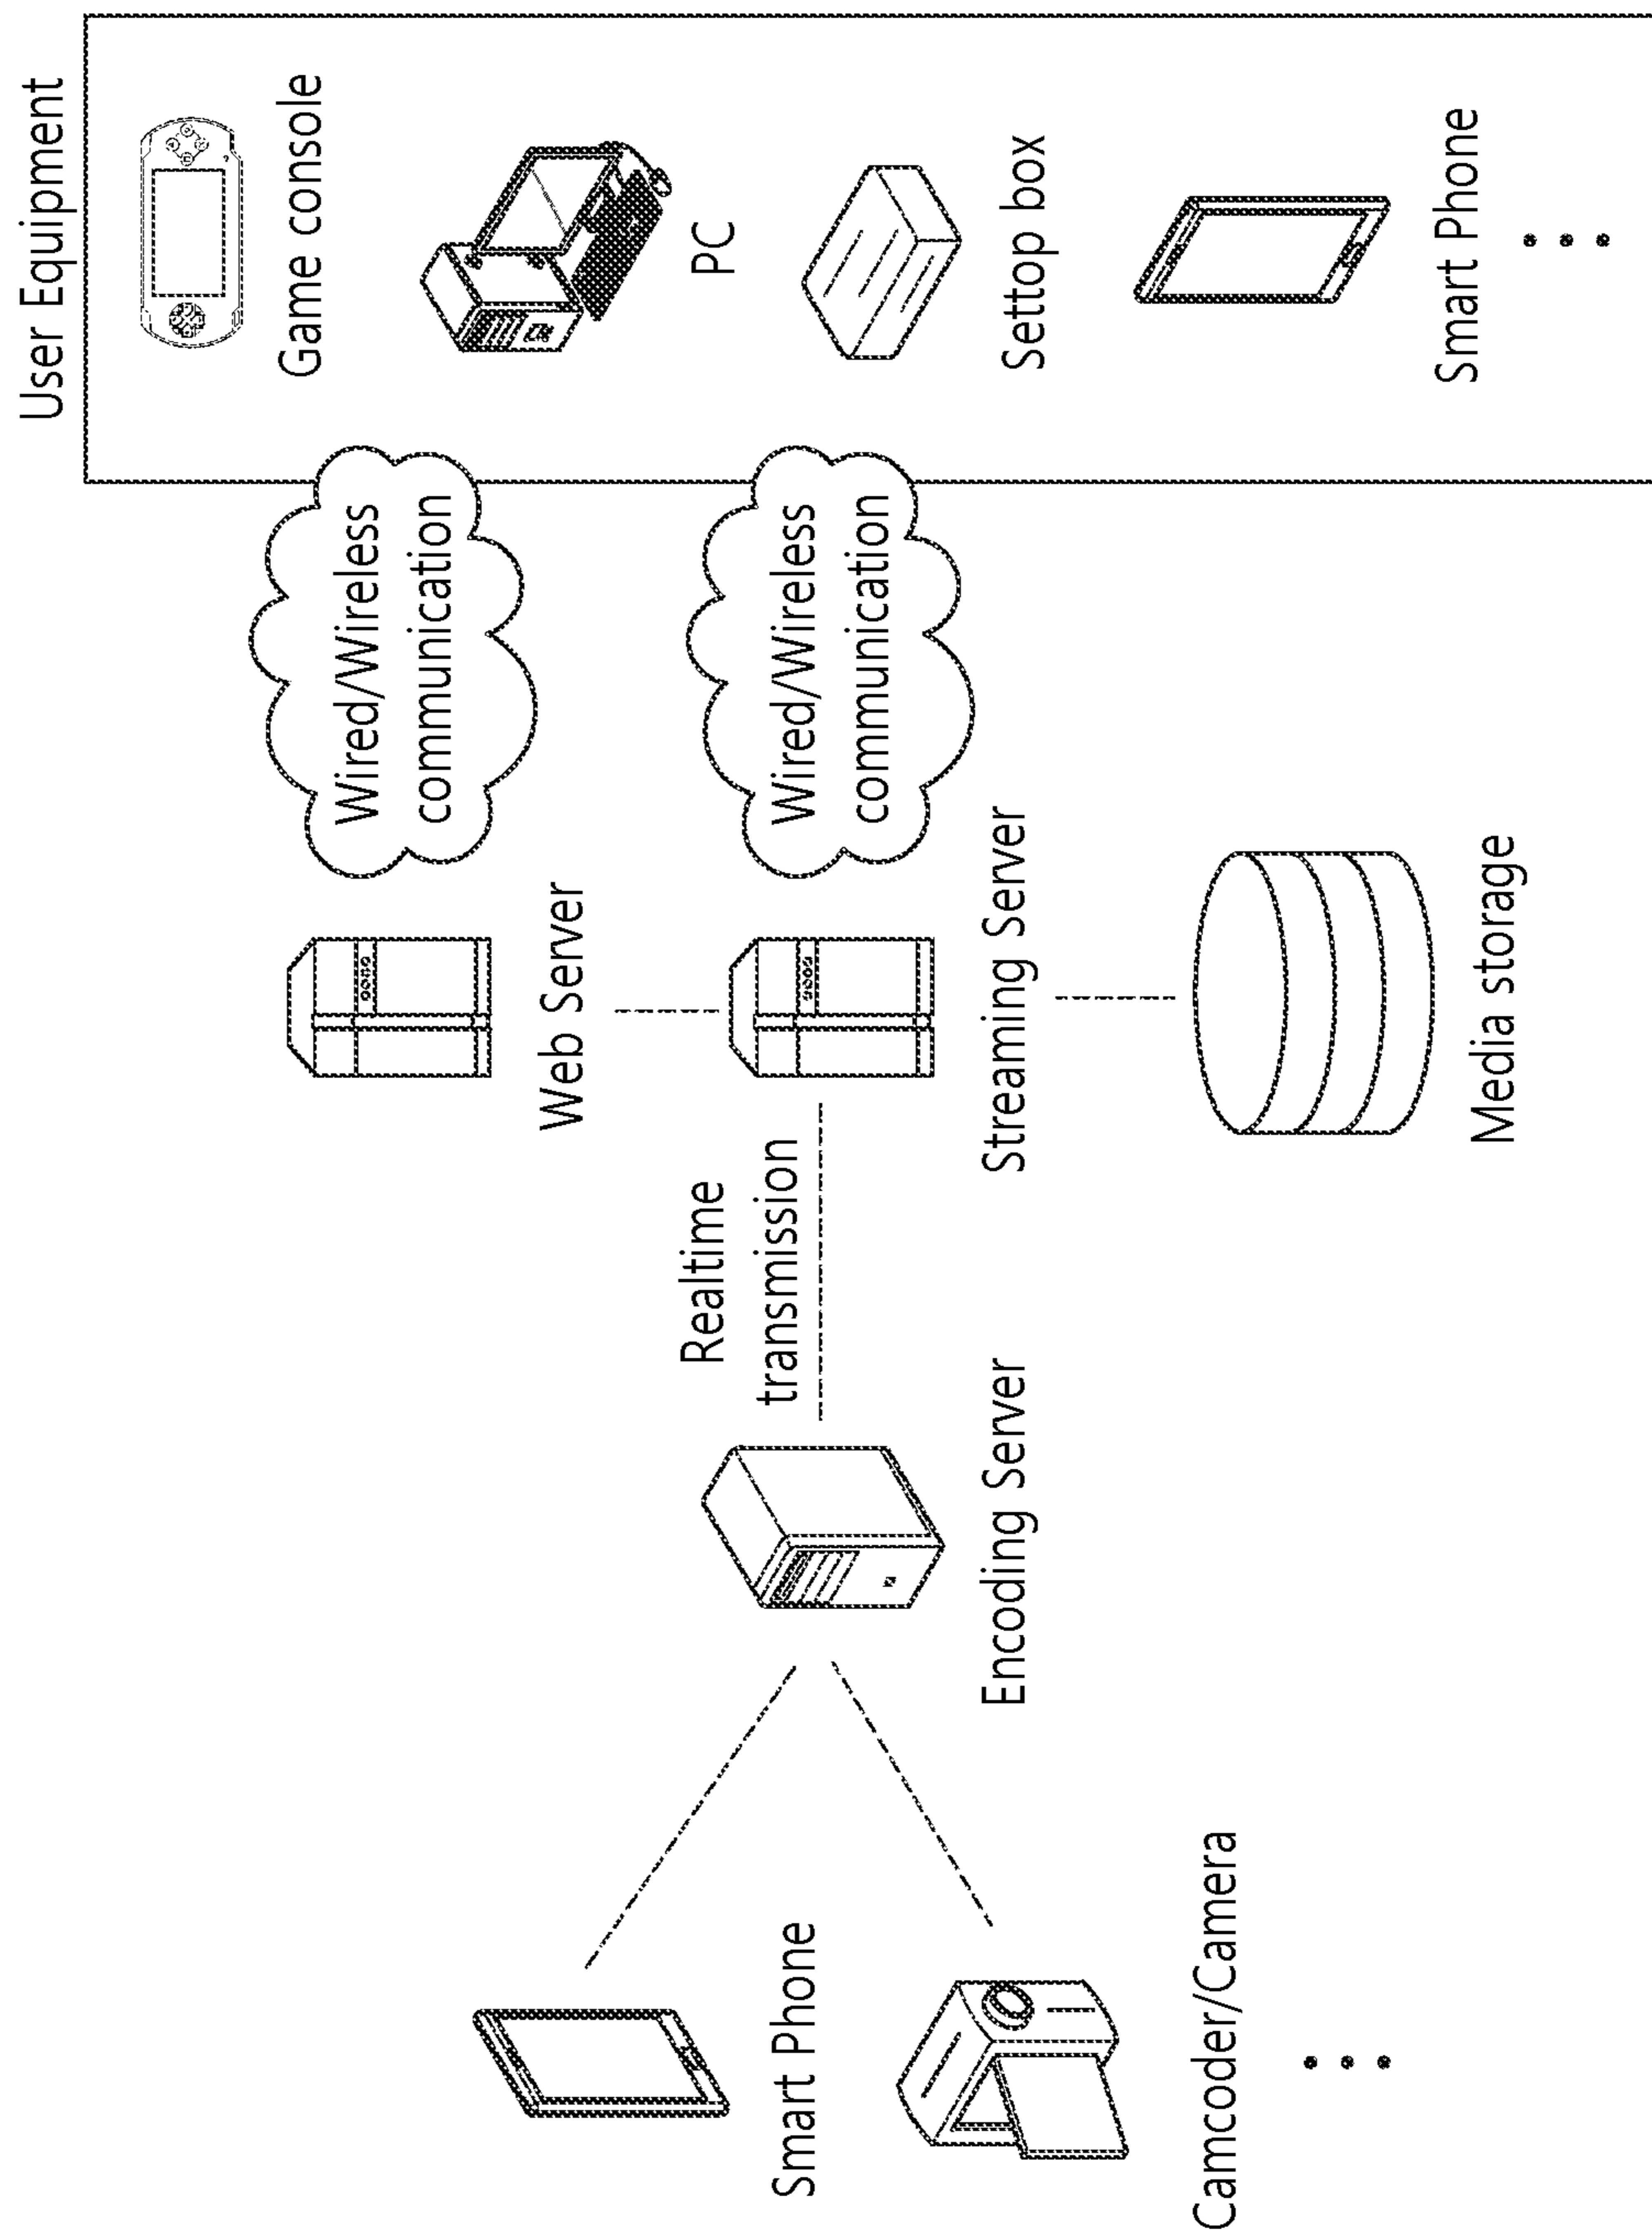 User Equipment
Game console
PC
Settop box
Smart Phone
Wired/Wireless
communication
Wired/Wireless
communication
Web Server
Streaming Server
Media storage
Realtime
transmission
Encoding Server
Smart Phone
Camcoder/Camera